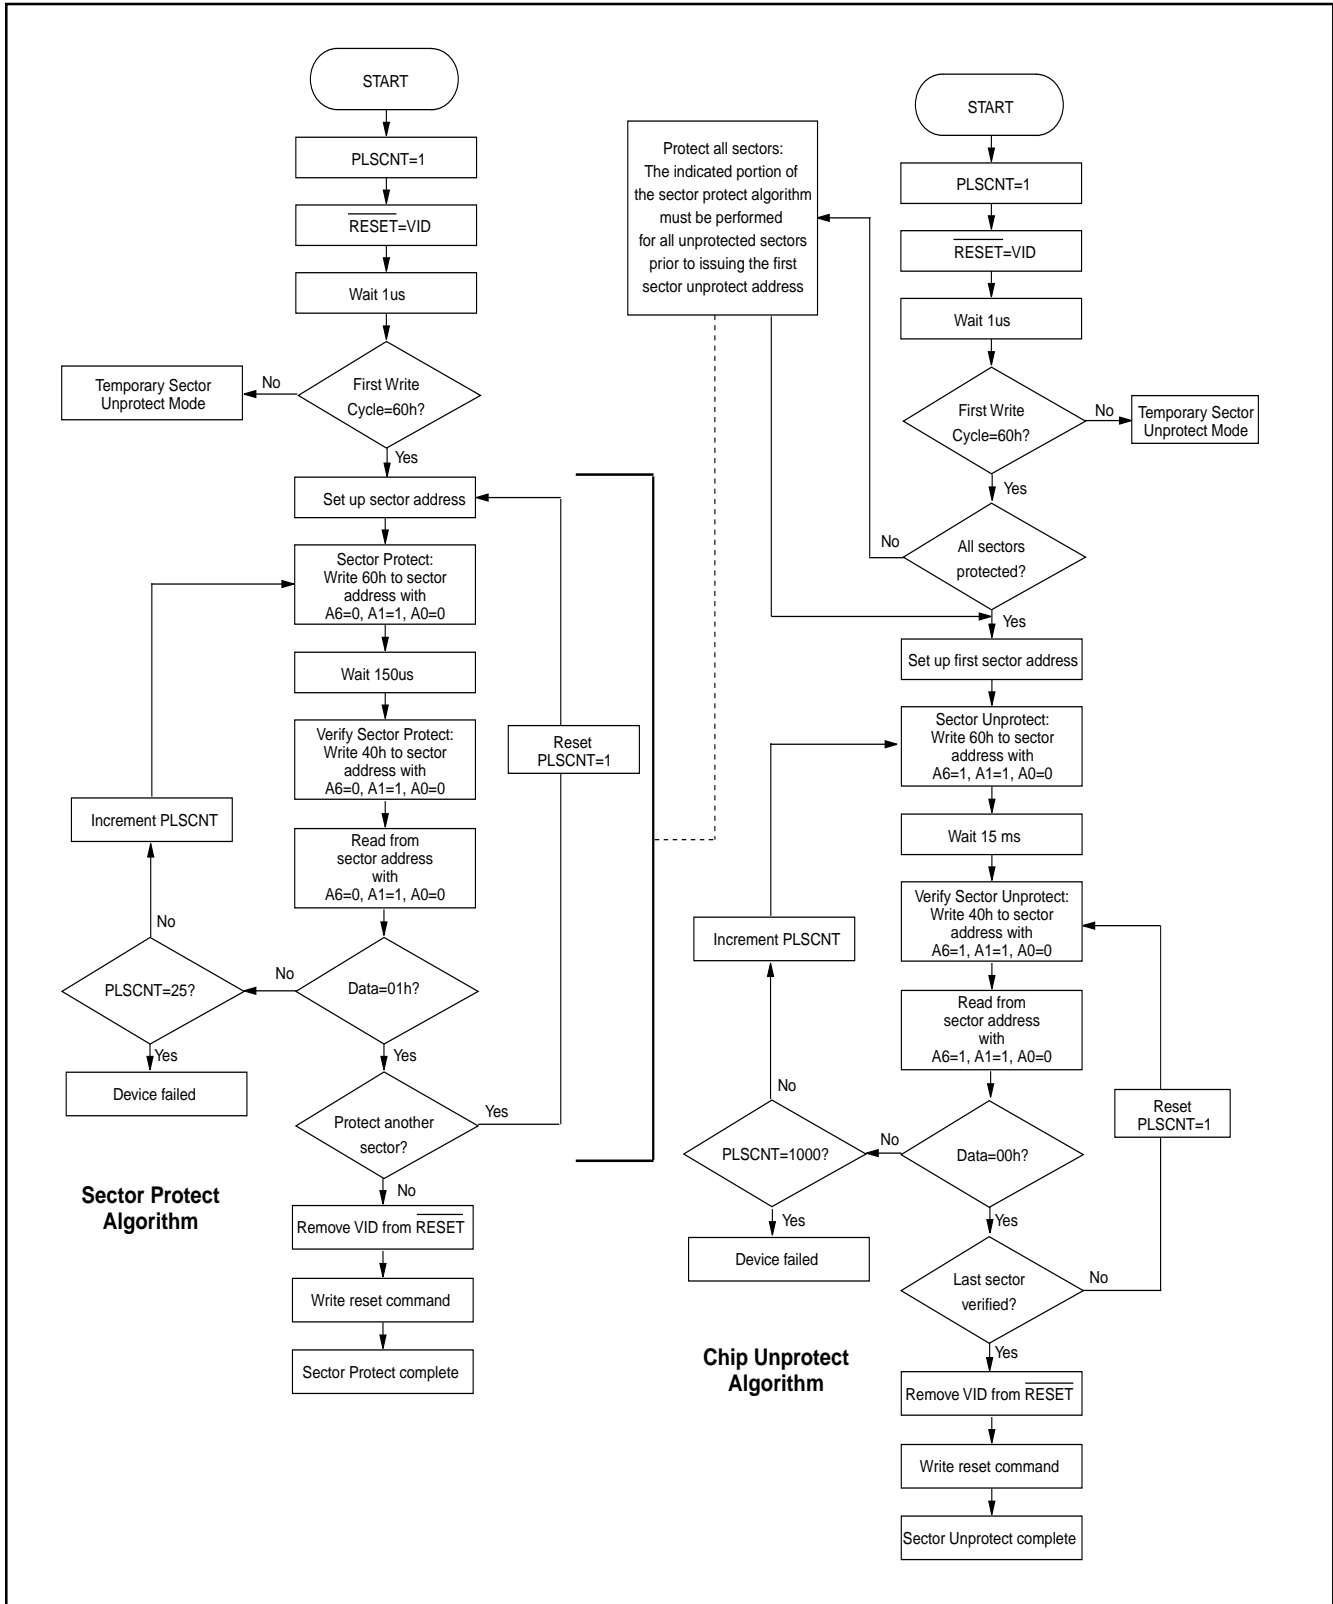 START
PLSCNT=1
RESET=VID
Wait 1us
First Write
Cycle=60h?
No
Temporary Sector
Unprotect Mode
Yes
Set up sector address
Sector Protect:
Write 60h to sector
address with
A6=0, A1=1, A0=0
Wait 150us
Verify Sector Protect:
Write 40h to sector
address with
A6=0, A1=1, A0=0
Reset
PLSCNT=1
Increment PLSCNT
Read from
sector address
with
A6=0, A1=1, A0=0
No
No
PLSCNT=25?
Data=01h?
Yes
Yes
Device failed
Protect another
sector?
Yes
No
Sector Protect
Algorithm
Remove VID from RESET
Write reset command
Sector Protect complete
Protect all sectors:
The indicated portion of
the sector protect algorithm
must be performed
for all unprotected sectors
prior to issuing the first
sector unprotect address
START
PLSCNT=1
RESET=VID
Wait 1us
First Write
Cycle=60h?
No
Temporary Sector
Unprotect Mode
Yes
No
All sectors
protected?
Yes
Set up first sector address
Sector Unprotect:
Write 60h to sector
address with
A6=1, A1=1, A0=0
Wait 15 ms
Verify Sector Unprotect:
Write 40h to sector
address with
A6=1, A1=1, A0=0
Increment PLSCNT
Read from
sector address
with
A6=1, A1=1, A0=0
No
Reset
PLSCNT=1
PLSCNT=1000?
No
Data=00h?
Yes
Yes
Device failed
Last sector
verified?
No
Yes
Chip Unprotect
Algorithm
Remove VID from RESET
Write reset command
Sector Unprotect complete